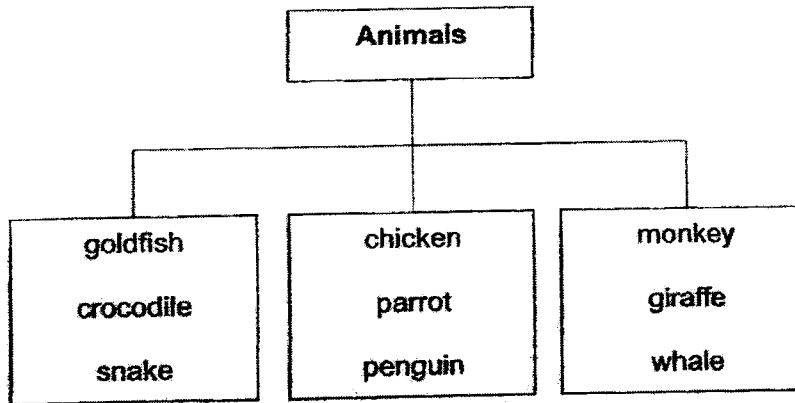 Animals
goldfish
crocodile
snake
chicken
parrot
penguin
monkey
giraffe
whale